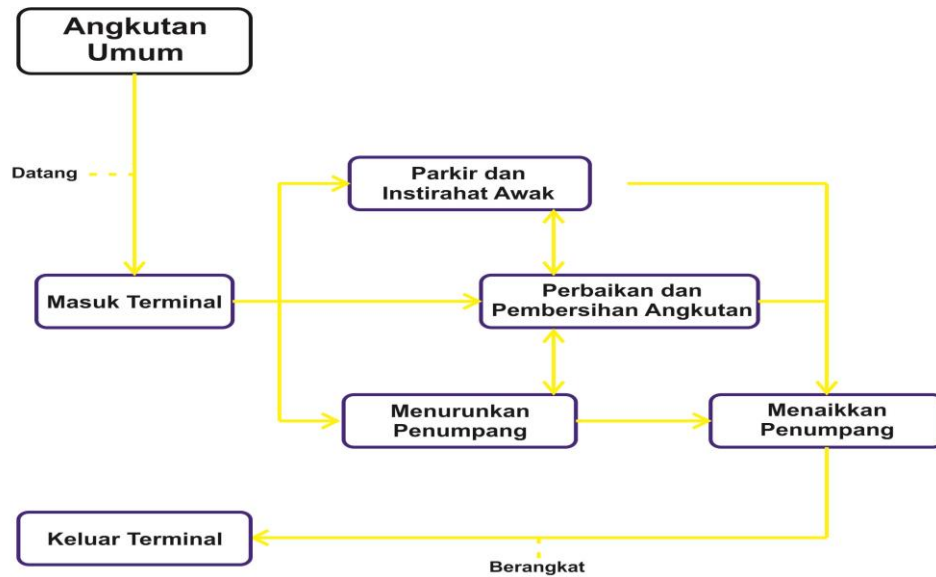 Angkutan
Umum
Datang
Parkir dan
Instirahat Awak
Masuk Terminal
Perbaikan dan
Pembersihan Angkutan
Menurunkan
Penumpang
Menaikkan
Penumpang
Keluar Terminal
Berangkat